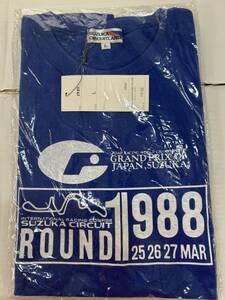 SUZUKA
CIRCUITLAND
L
L
GRAND PRIX OF
JAPAN, SUZUKA
INTERNATIONAL RACING COURSE
SUZUKA CIRCUIT
ROUND 1 1988
25 26 27 MAR